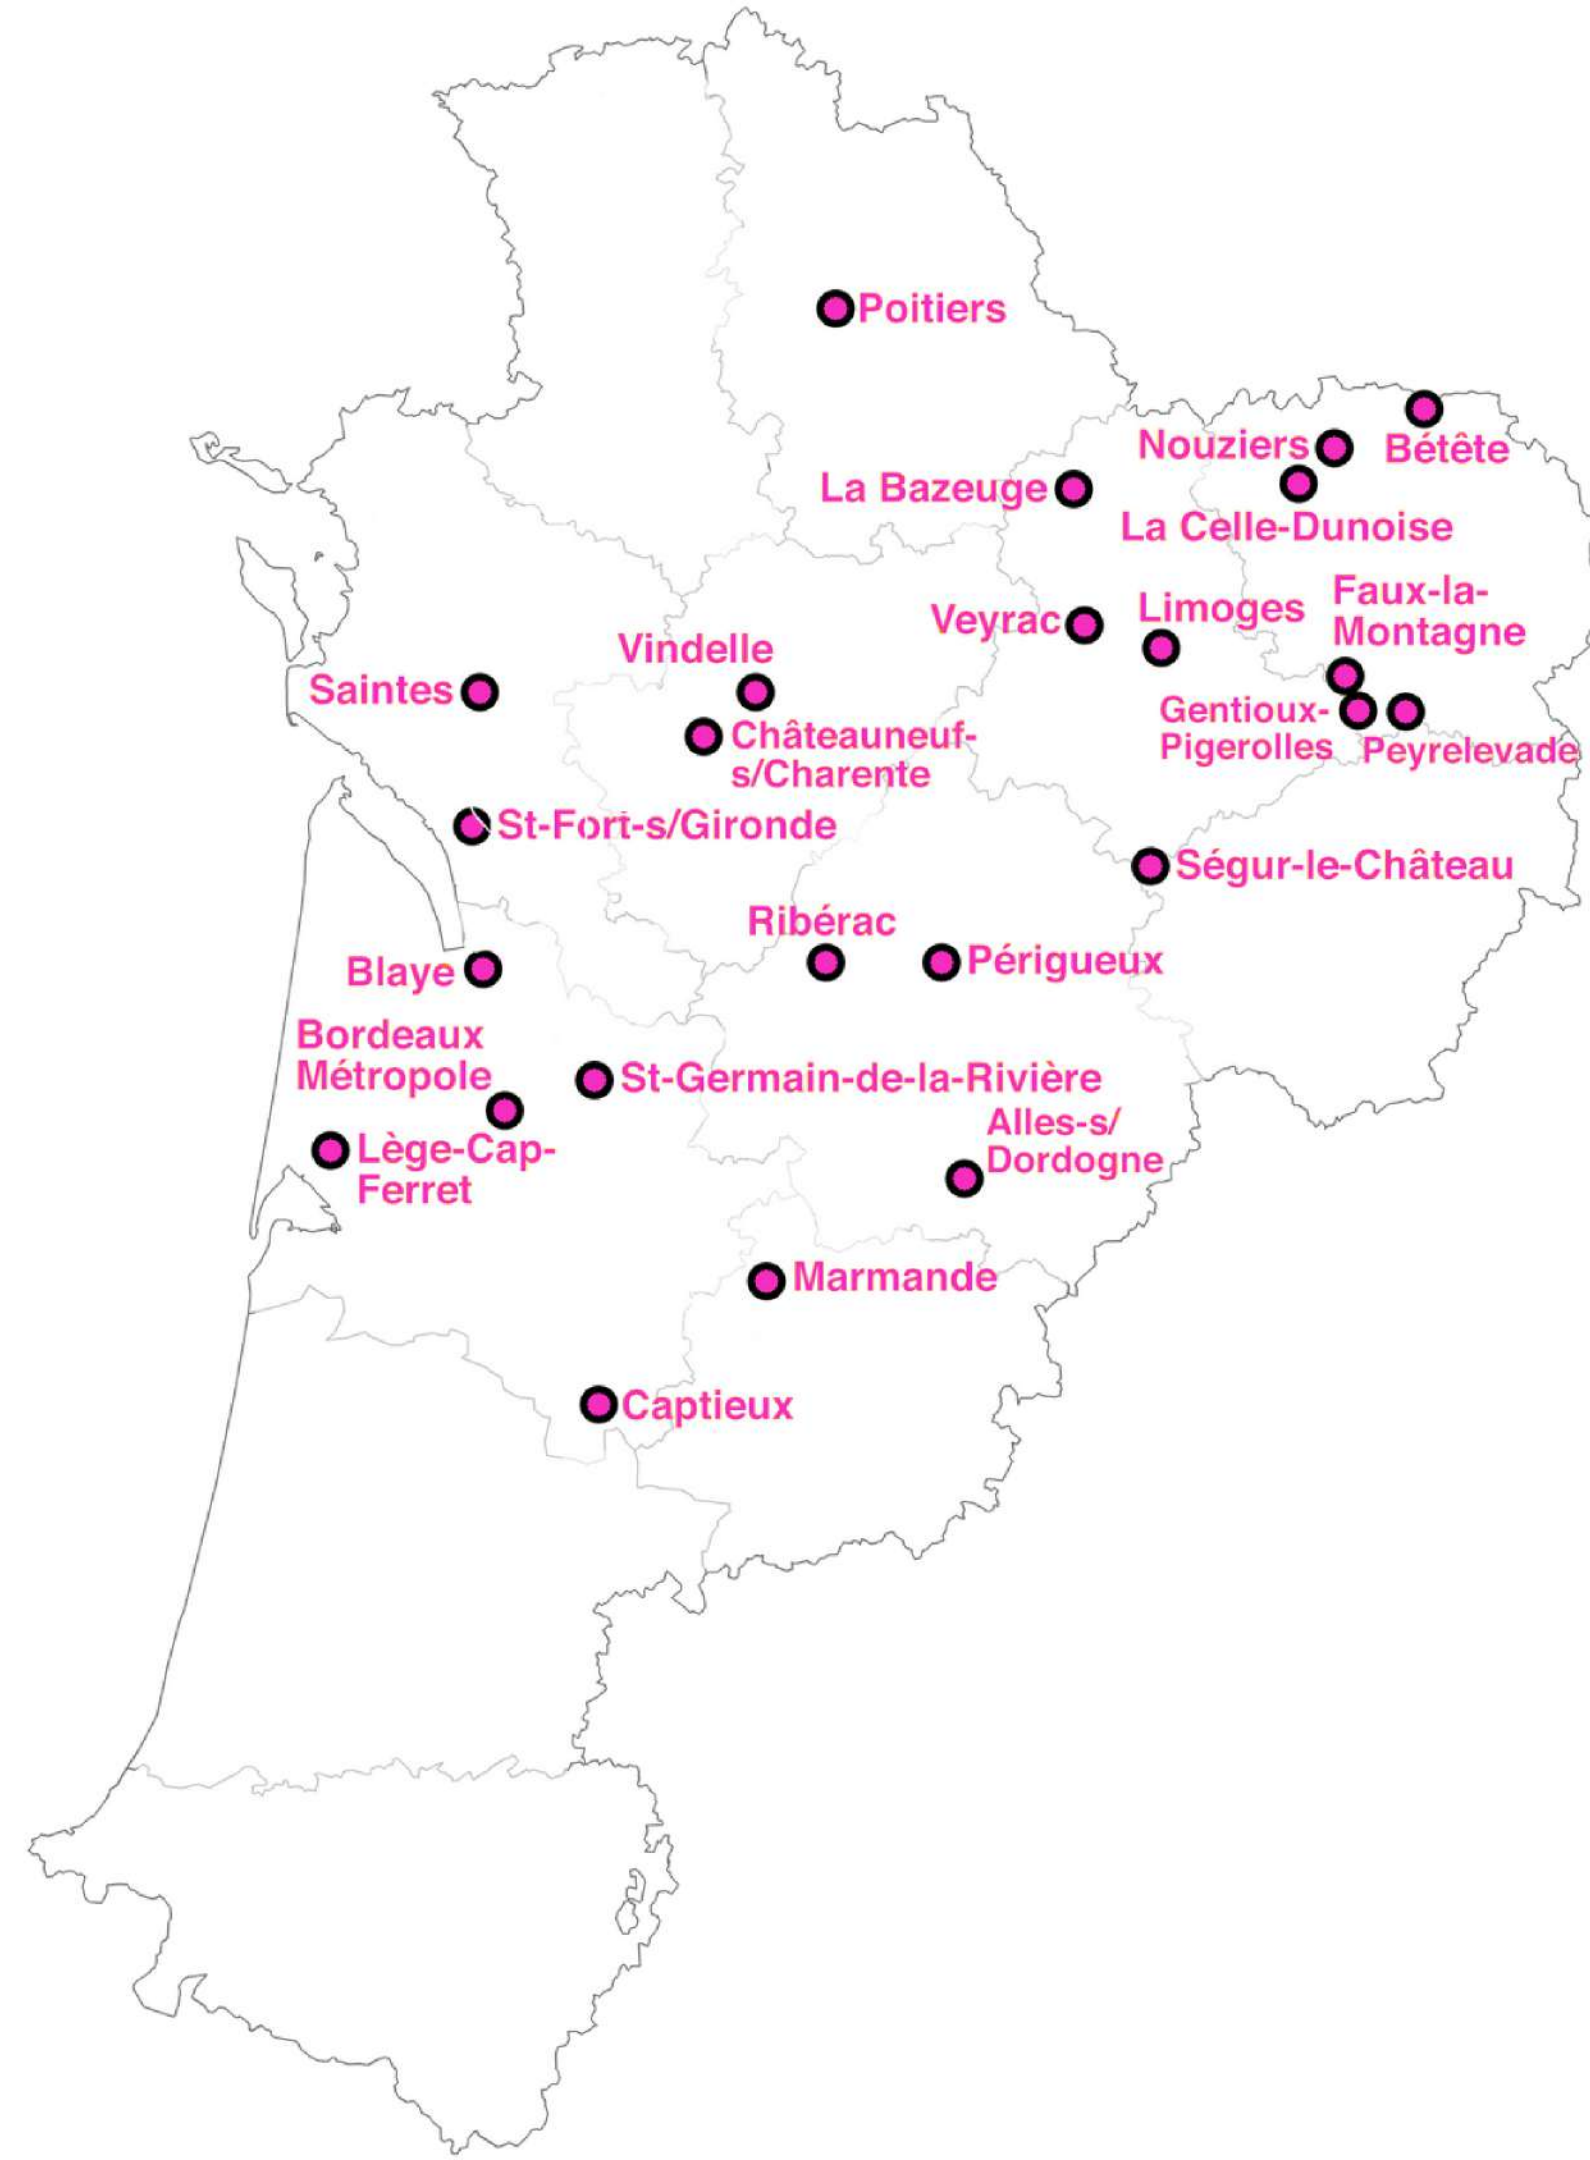 Poitiers
Nouziers
Bétête
La Bazeuge
La Celle-Dunoise
Faux-la-
Montagne
Limoges
Veyrac
Vindelle
Saintes
Gentioux-
Pigerolles
Peyrelevade
Châteauneuf-
s/Charente
St-Fort-s/Gironde
Ségur-le-Château
Ribérac
Périgueux
Blaye
Bordeaux
Métropole
St-Germain-de-la-Rivière
Alles-s/
Dordogne
Lège-Cap-
Ferret
Marmande
Captieux